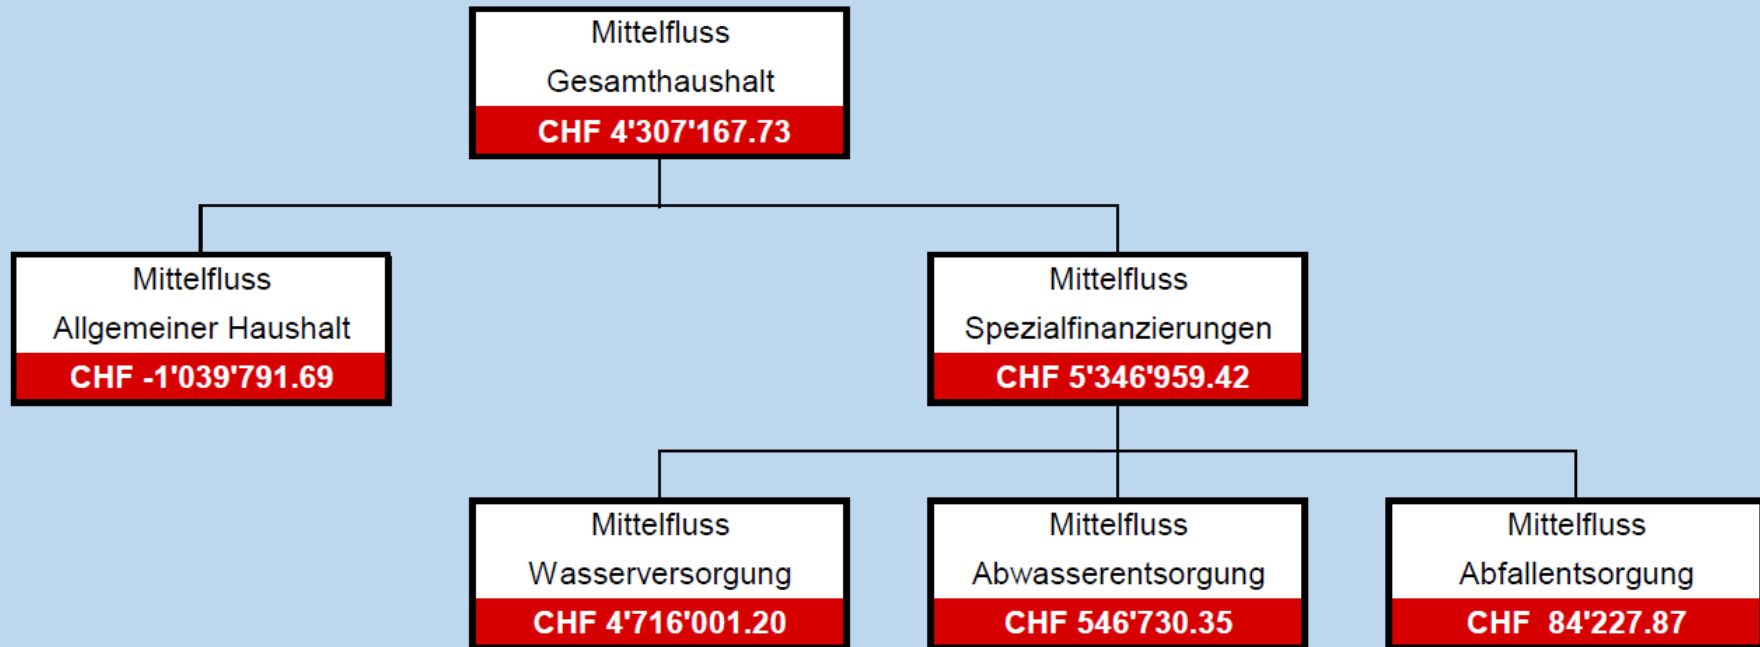 Mittelfluss
Gesamthaushalt
CHF 4'307'167.73
Mittelfluss
Allgemeiner Haushalt
CHF -1'039'791.69
Mittelfluss
Spezialfinanzierungen
CHF 5'346'959.42
Mittelfluss
Wasserversorgung
CHF 4'716'001.20
Mittelfluss
Abwasserentsorgung
CHF 546'730.35
Mittelfluss
Abfallentsorgung
CHF  84'227.87